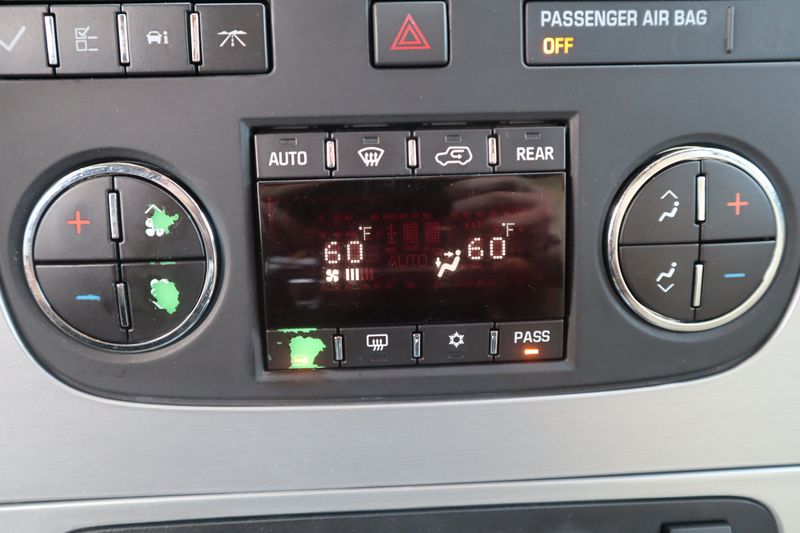 PASSENGER AIR BAG
OFF
AUTO
REAR
60°F
60°F
AUTO
PASS